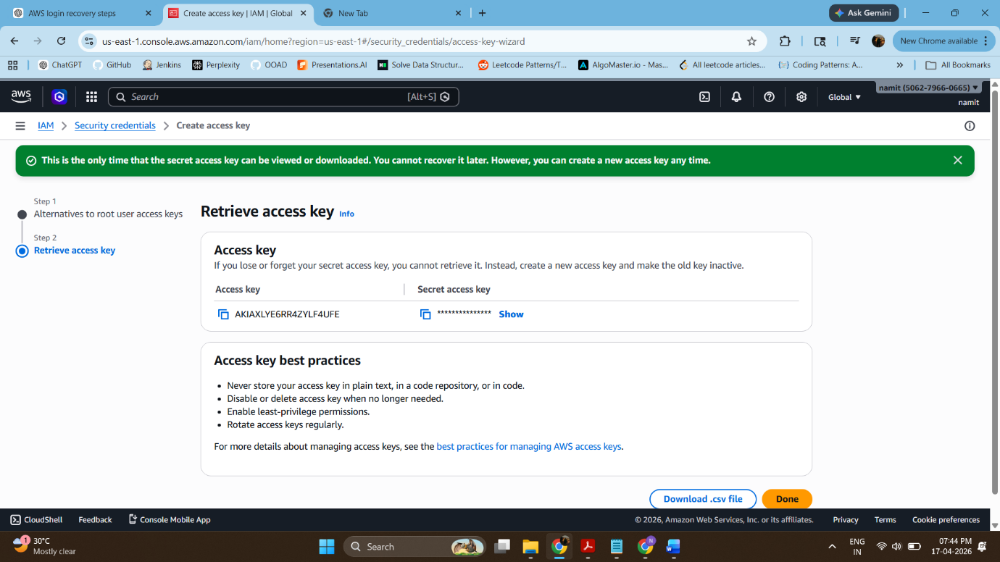 AWS login recovery steps
Create access key | IAM | Global
New Tab
Ask Gemini
us-east-1.console.aws.amazon.com/iam/home?region=us-east-1#/security_credentials/access-key-wizard
New Chrome available
ChatGPT
GitHub
Jenkins
Perplexity
OOAD
Presentations.AI
Solve Data Structur...
Leetcode Patterns/T...
AlgoMaster.io - Mas...
All leetcode articles...
Coding Patterns: A...
All Bookmarks
aws
Search
[Alt+S]
Global
namit (5062-7966-0665)
namit
IAM
Security credentials
Create access key
This is the only time that the secret access key can be viewed or downloaded. You cannot recover it later. However, you can create a new access key any time.
Step 1
Alternatives to root user access keys
Step 2
Retrieve access key
Retrieve access key Info
Access key
If you lose or forget your secret access key, you cannot retrieve it. Instead, create a new access key and make the old key inactive.
Access key
Secret access key
AKIAXLYE6RR4ZYLF4UFE
*************** Show
Access key best practices
• Never store your access key in plain text, in a code repository, or in code.
• Disable or delete access key when no longer needed.
• Enable least-privilege permissions.
• Rotate access keys regularly.
For more details about managing access keys, see the best practices for managing AWS access keys.
Download .csv file
Done
CloudShell
Feedback
Console Mobile App
© 2026, Amazon Web Services, Inc. or its affiliates.
Privacy
Terms
Cookie preferences
1
30°C
Mostly clear
Search
N
ENG
IN
07:44 PM
17-04-2026